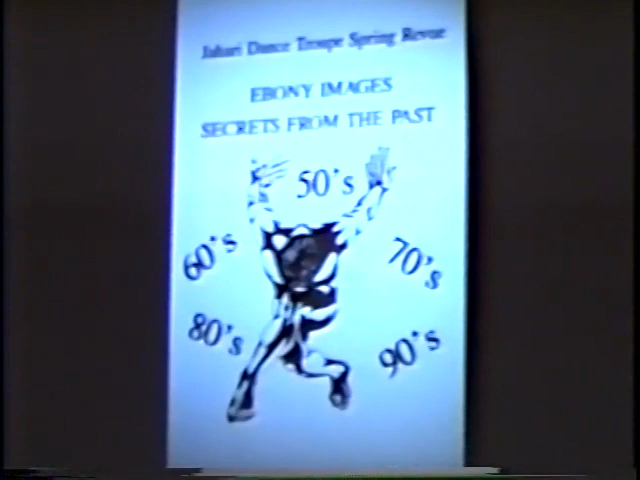 Jahari Dance Troupe Spring Revue
EBONY IMAGES
SECRETS FROM THE PAST
50's
60's
70's
80's
90's